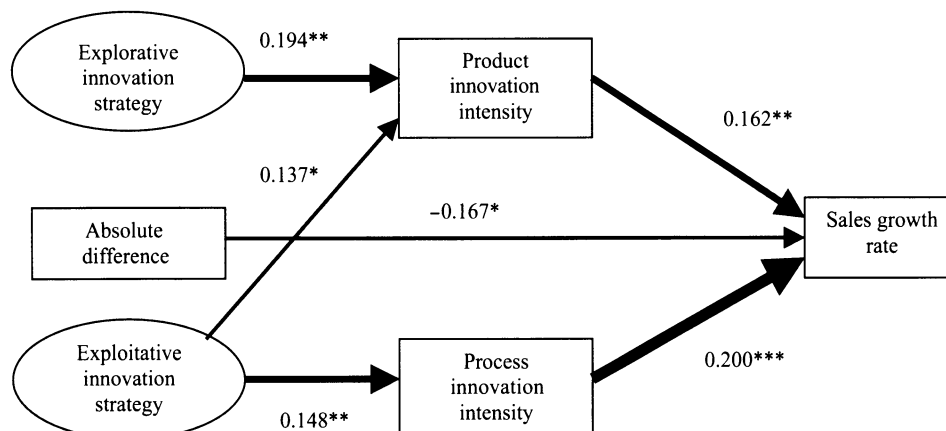 Explorative
innovation
strategy
0.194**
Product
innovation
intensity
0.162**
0.137*
Absolute
difference
−0.167*
Sales growth
rate
Exploitative
innovation
strategy
0.148**
Process
innovation
intensity
0.200***